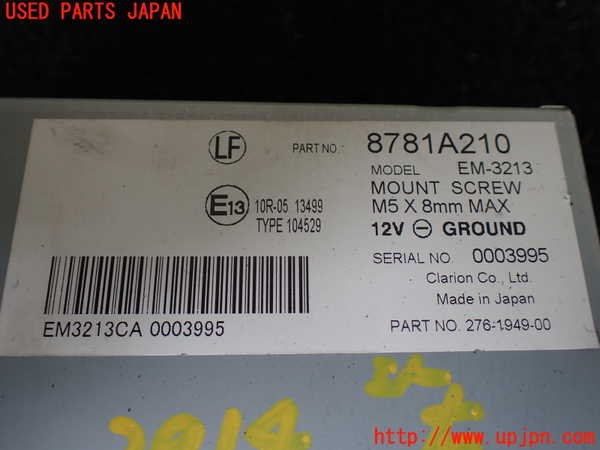 USED PARTS JAPAN
LF
PART NO.: 8781A210
MODEL EM-3213
MOUNT SCREW
M5 X 8mm MAX
E13 10R-05 13499
TYPE 104529
12V ⊖ GROUND
SERIAL NO 0003995
Clarion Co., Ltd.
Made in Japan
EM3213CA 0003995
PART NO. 276-1949-00
http://www.upjpn.com/